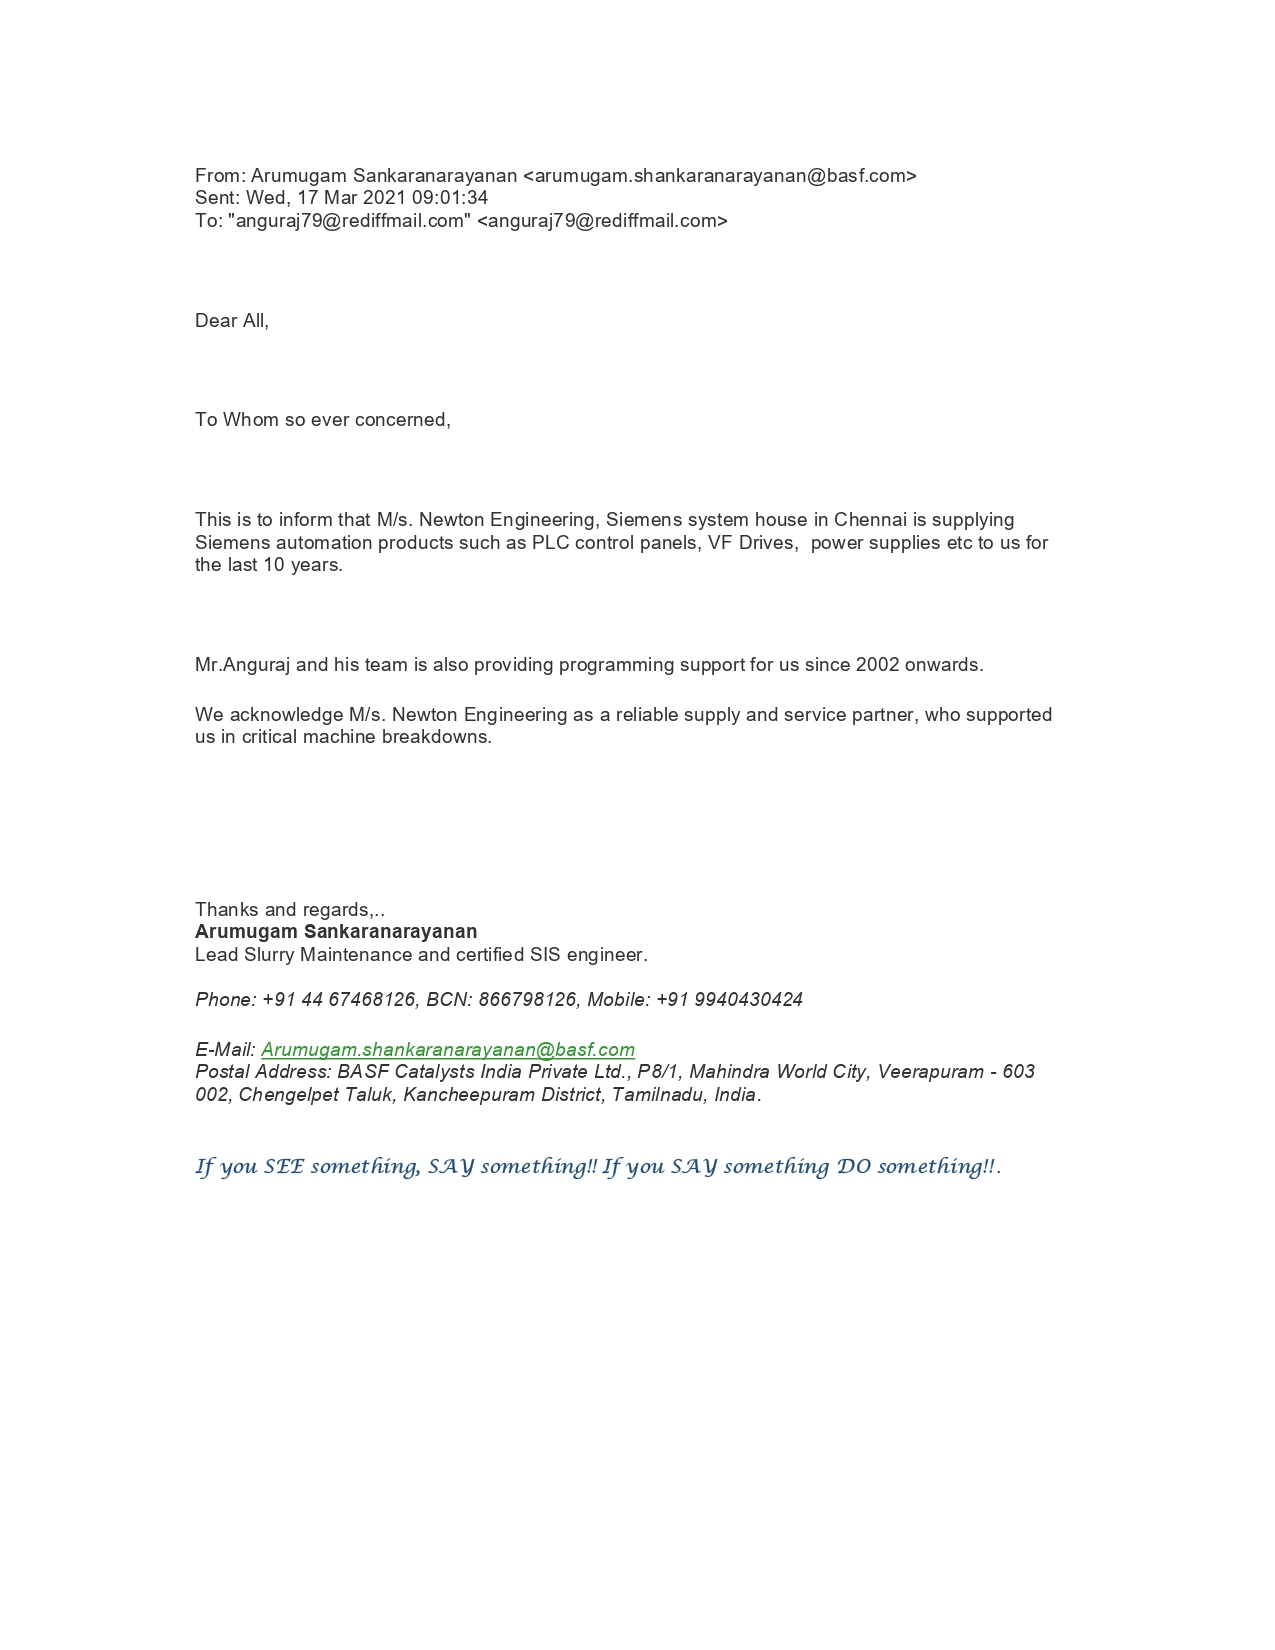 From: Arumugam Sankaranarayanan <arumugam.shankaranarayanan@basf.com>
Sent: Wed, 17 Mar 2021 09:01:34
To: "anguraj79@rediffmail.com" <anguraj79@rediffmail.com>
Dear All,
To Whom so ever concerned,
This is to inform that M/s. Newton Engineering, Siemens system house in Chennai is supplying
Siemens automation products such as PLC control panels, VF Drives,  power supplies etc to us for
the last 10 years.
Mr.Anguraj and his team is also providing programming support for us since 2002 onwards.
We acknowledge M/s. Newton Engineering as a reliable supply and service partner, who supported
us in critical machine breakdowns.
Thanks and regards,..
Arumugam Sankaranarayanan
Lead Slurry Maintenance and certified SIS engineer.
Phone: +91 44 67468126, BCN: 866798126, Mobile: +91 9940430424
E-Mail: Arumugam.shankaranarayanan@basf.com
Postal Address: BASF Catalysts India Private Ltd., P8/1, Mahindra World City, Veerapuram - 603
002, Chengelpet Taluk, Kancheepuram District, Tamilnadu, India.
If you SEE something, SAY something!! If you SAY something DO something!!.